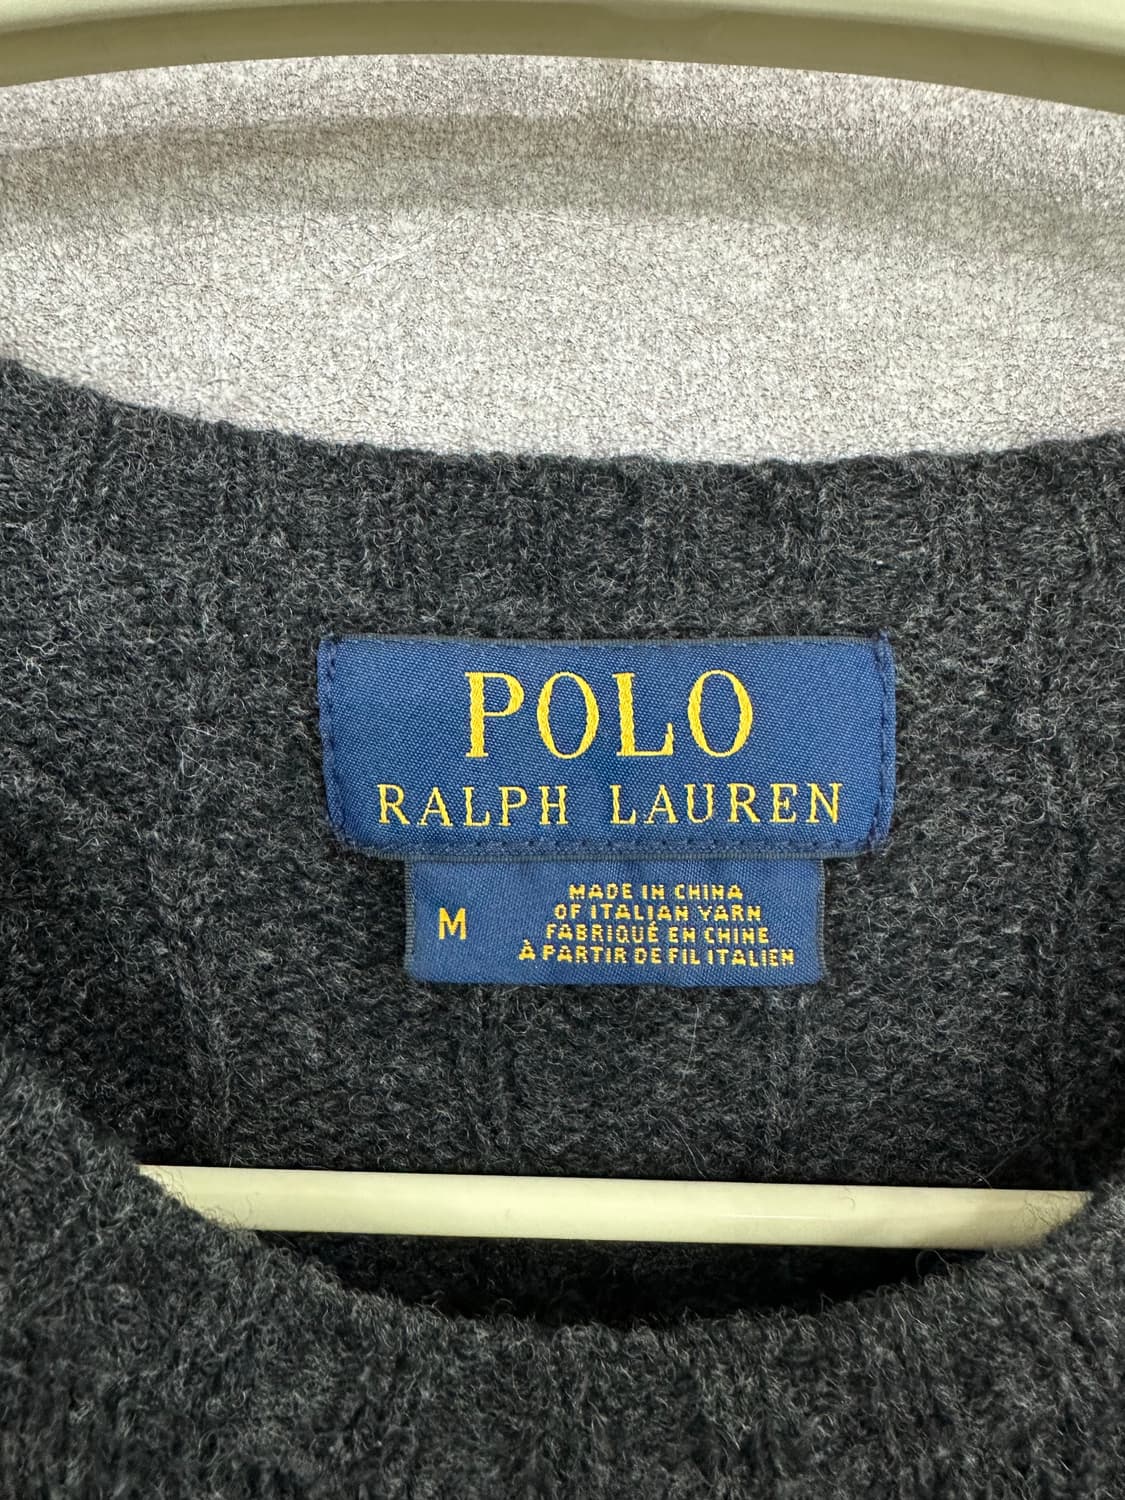 POLO
RALPH LAUREN
M
MADE IN CHINA
OF ITALIAN YARN
FABRIQUÉ EN CHINE
À PARTIR DE FIL ITALIEN